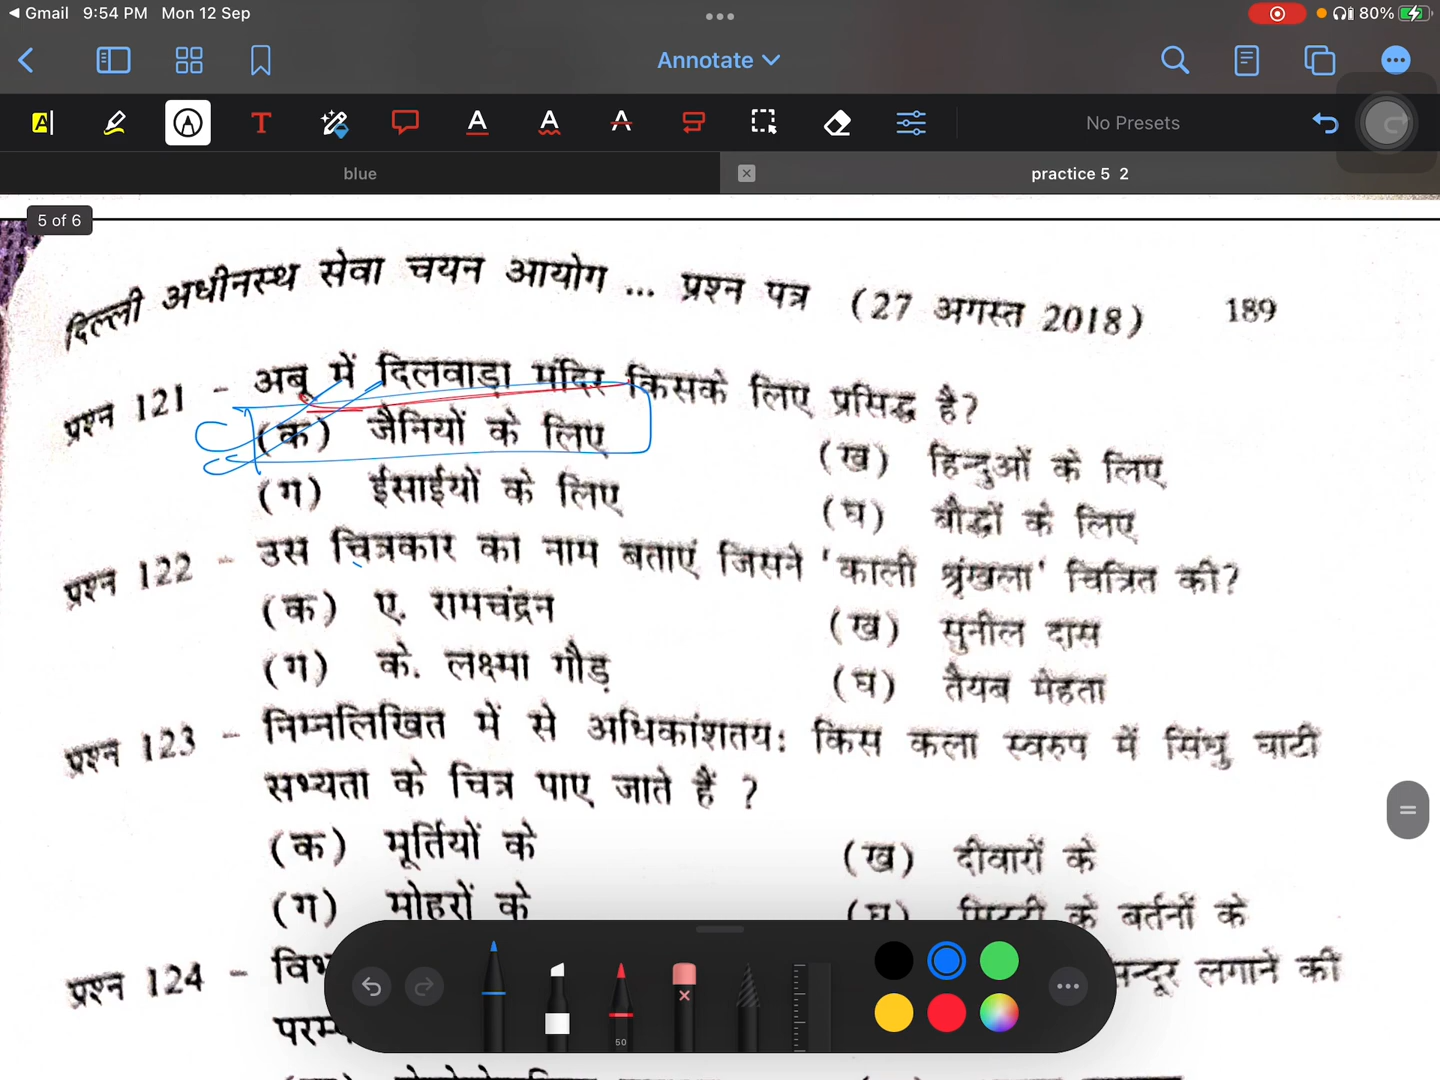 Gmail 9:54 PM Mon 12 Sep 80%
Annotate
No Presets
blue
practice 5 2
5 of 6
दिल्ली अधीनस्थ सेवा चयन आयोग ... प्रश्न पत्र (27 अगस्त 2018) 189
प्रश्न 121 - अबू में दिलवाड़ा मंदिर किसके लिए प्रसिद्ध है?
(क) जैनियों के लिए (ख) हिन्दुओं के लिए
(ग) ईसाईयों के लिए (घ) बौद्धों के लिए
प्रश्न 122 - उस चित्रकार का नाम बताएं जिसने 'काली श्रृंखला' चित्रित की?
(क) ए. रामचंद्रन (ख) सुनील दास
(ग) के. लक्ष्मा गौड़ (घ) तैयब मेहता
प्रश्न 123 - निम्नलिखित में से अधिकांशतयः किस कला स्वरुप में सिंधु घाटी
सभ्यता के चित्र पाए जाते हैं ?
(क) मूर्तियों के (ख) दीवारों के
(ग) मोहरों के (घ) मिट्टी के बर्तनों के
प्रश्न 124 - लगाने की
50